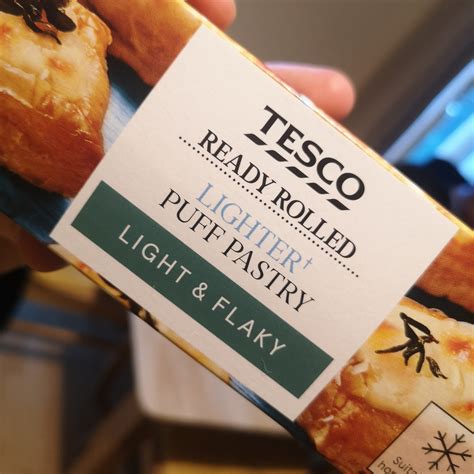 TESCO
READY ROLLED
LIGHTER†
PUFF PASTRY
LIGHT & FLAKY